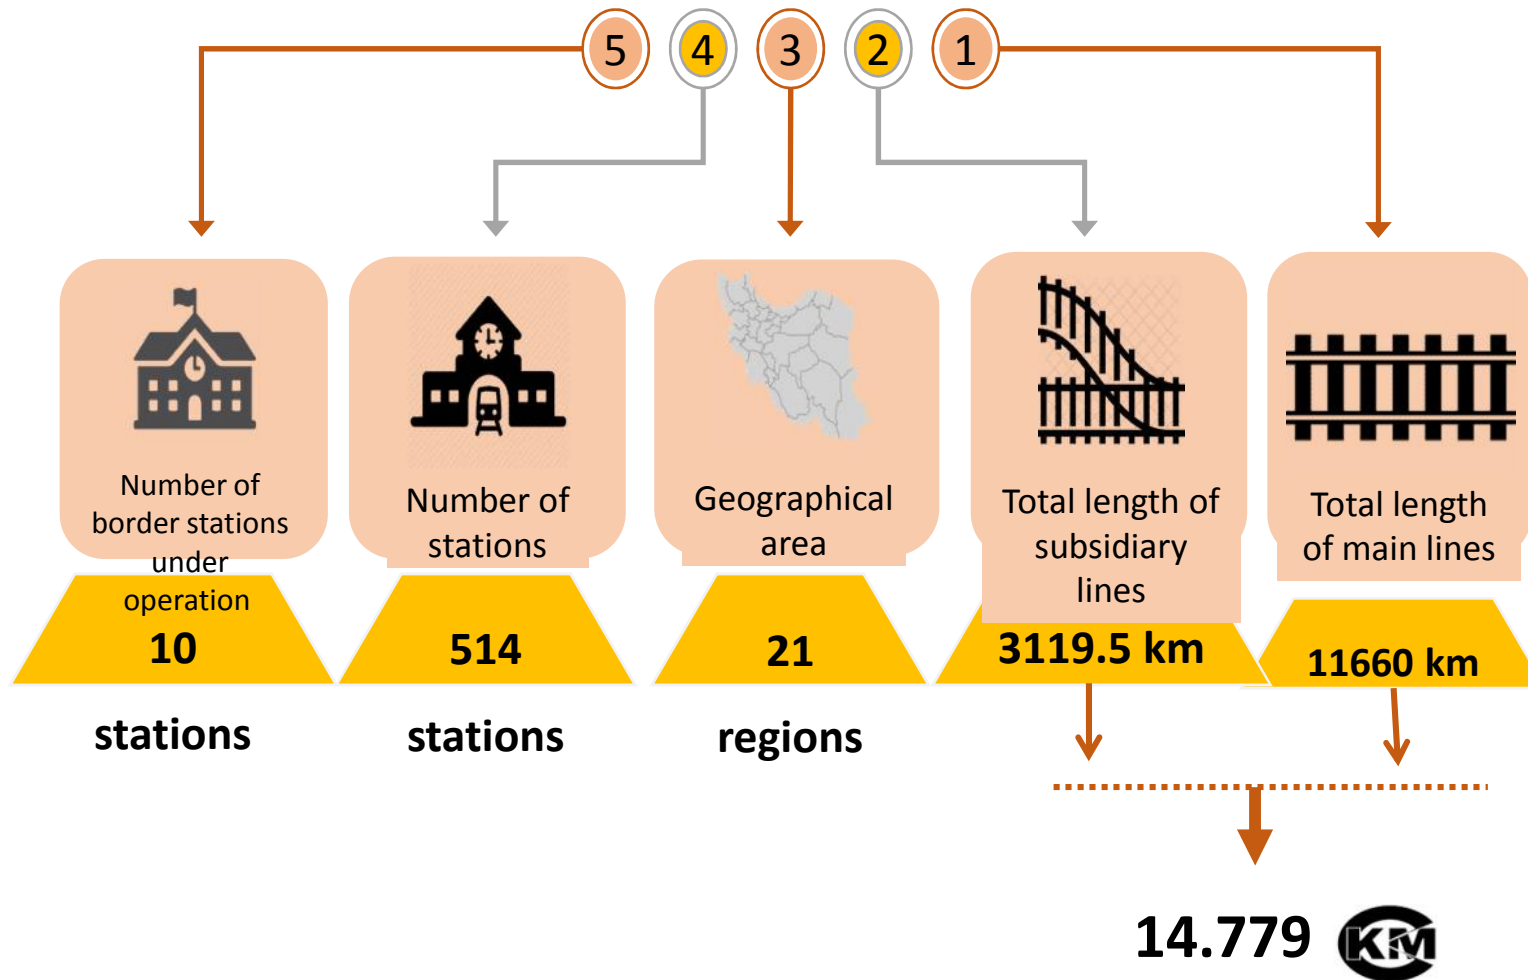 5 4 3 2 1
Number of
border stations
under
operation
10
stations
Number of
stations
514
stations
Geographical
area
21
regions
Total length of
subsidiary
lines
3119.5 km
Total length
of main lines
11660 km
14.779 KM